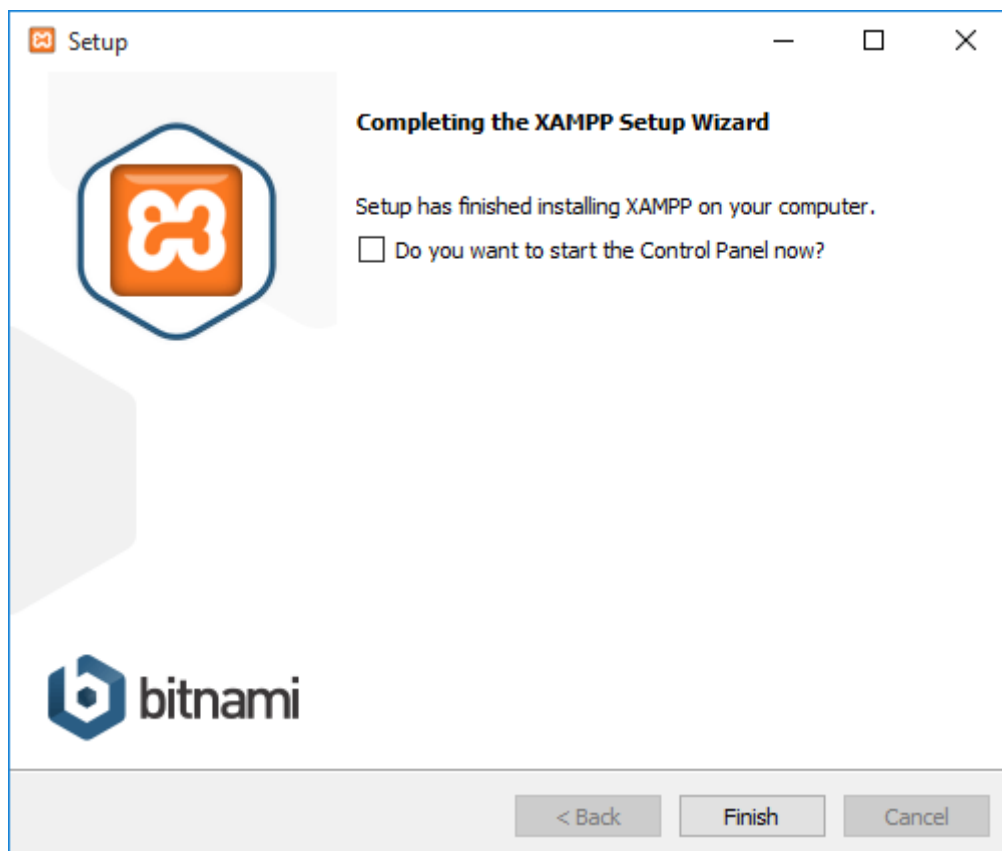 Setup
Completing the XAMPP Setup Wizard
Setup has finished installing XAMPP on your computer.
Do you want to start the Control Panel now?
bitnami
< Back
Finish
Cancel